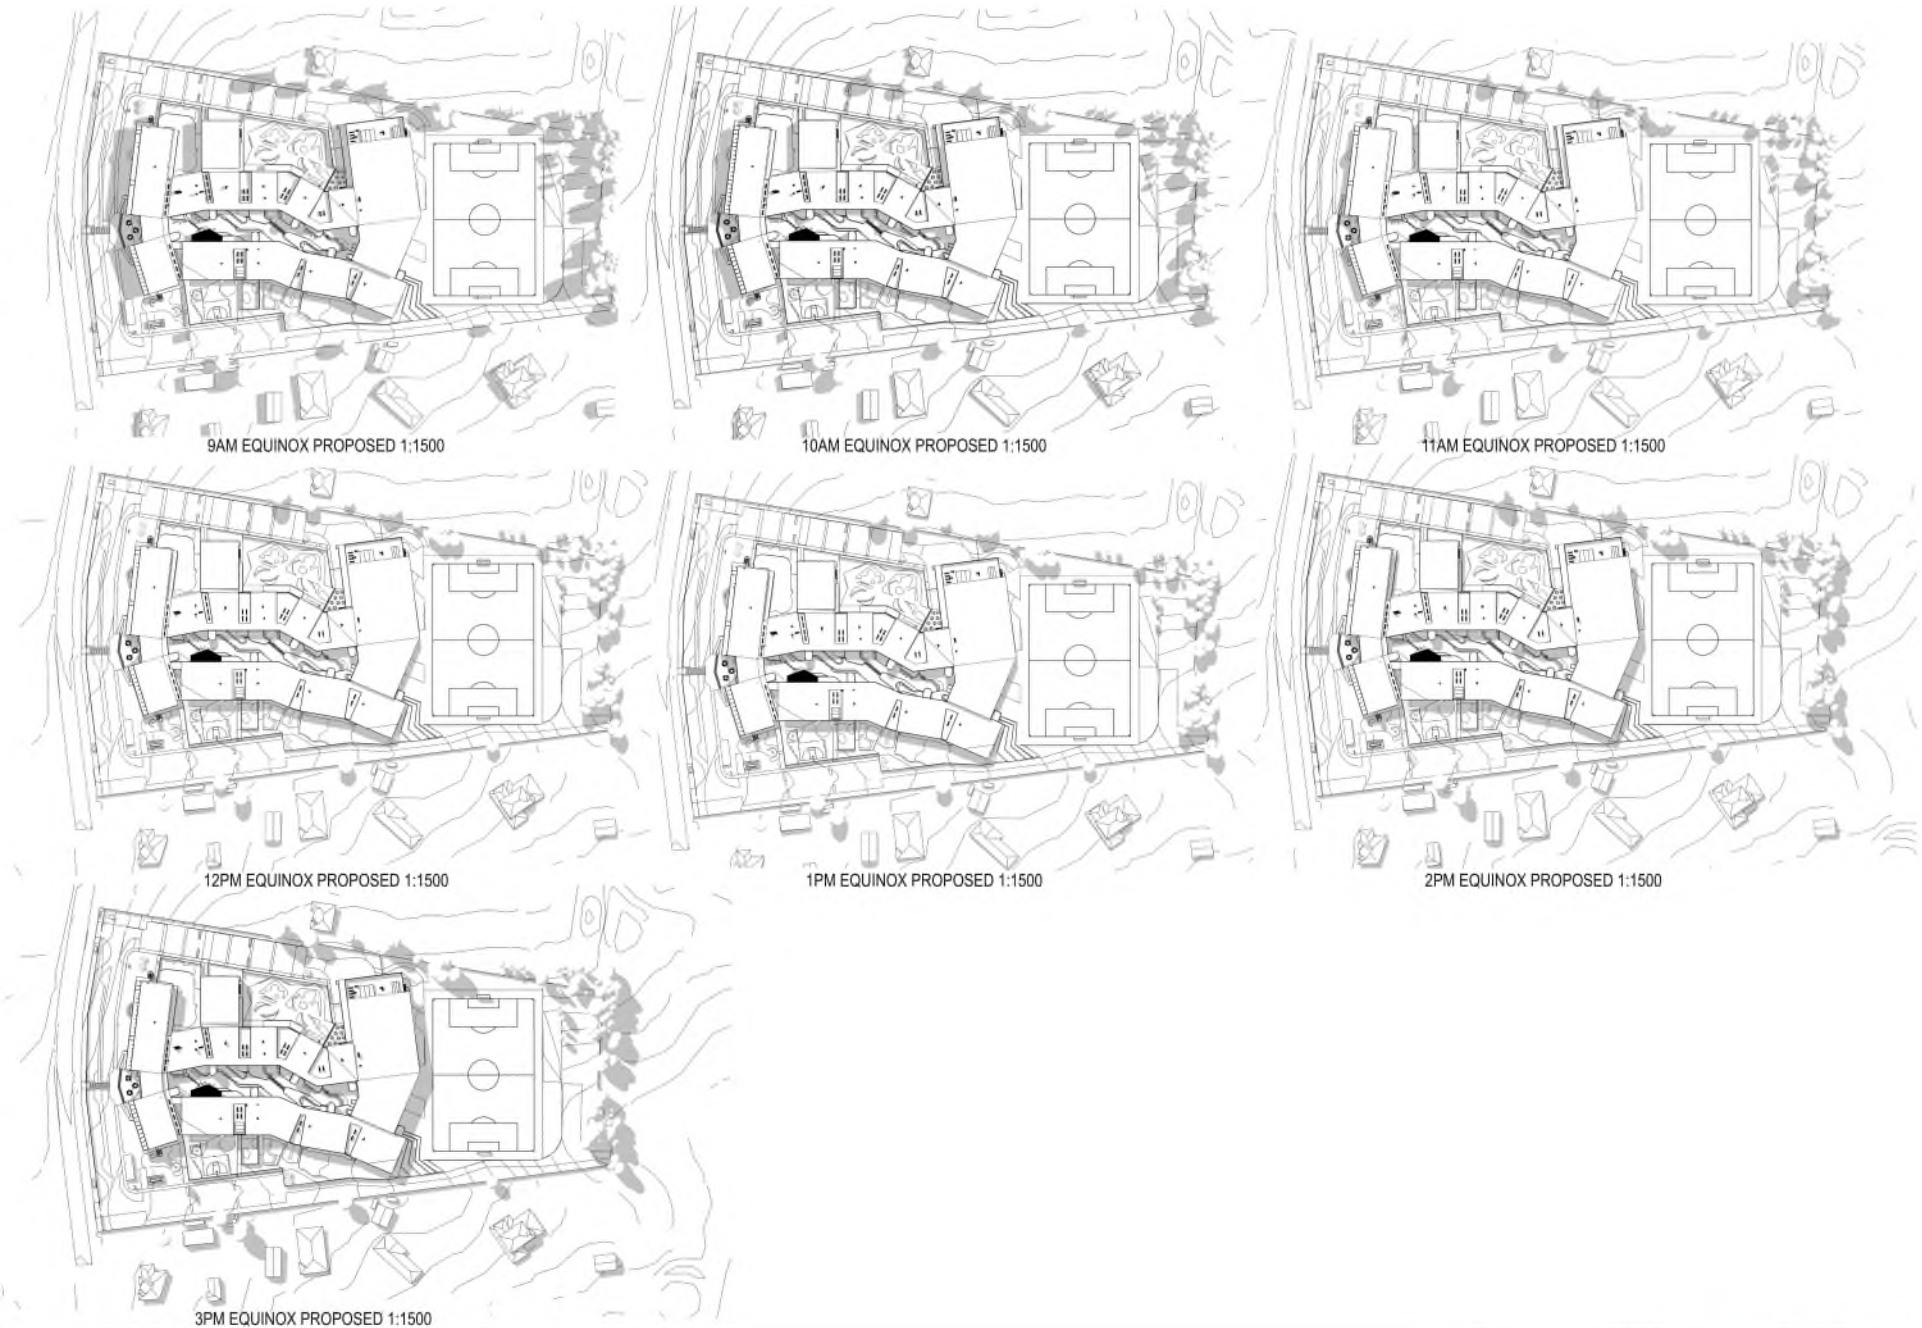 9AM EQUINOX PROPOSED 1:1500
10AM EQUINOX PROPOSED 1:1500
11AM EQUINOX PROPOSED 1:1500
12PM EQUINOX PROPOSED 1:1500
1PM EQUINOX PROPOSED 1:1500
2PM EQUINOX PROPOSED 1:1500
3PM EQUINOX PROPOSED 1:1500